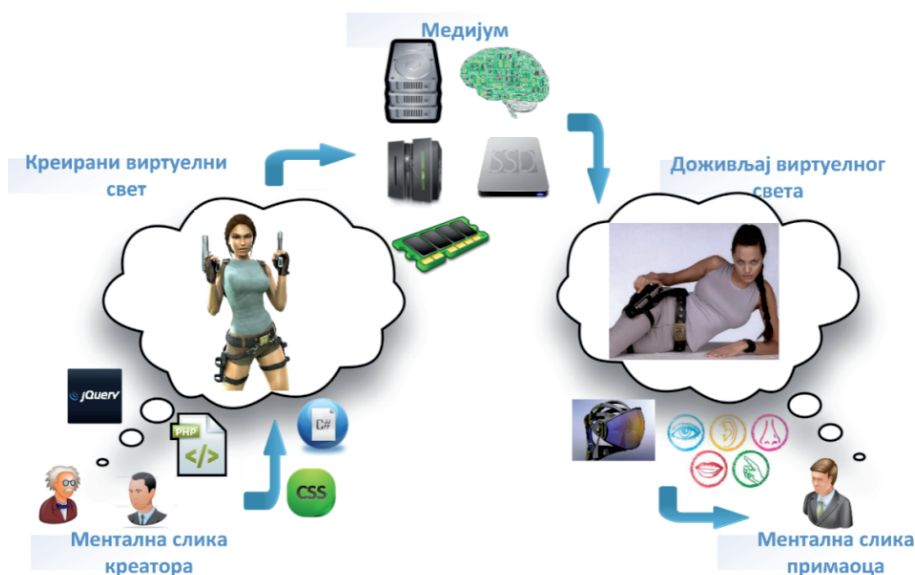 Медијум
Креирани виртуелни
свет
Доживљај виртуелног
света
SSD
jQuery
PHP
</>
C#
CSS
Ментална слика
креатора
Ментална слика
примаоца